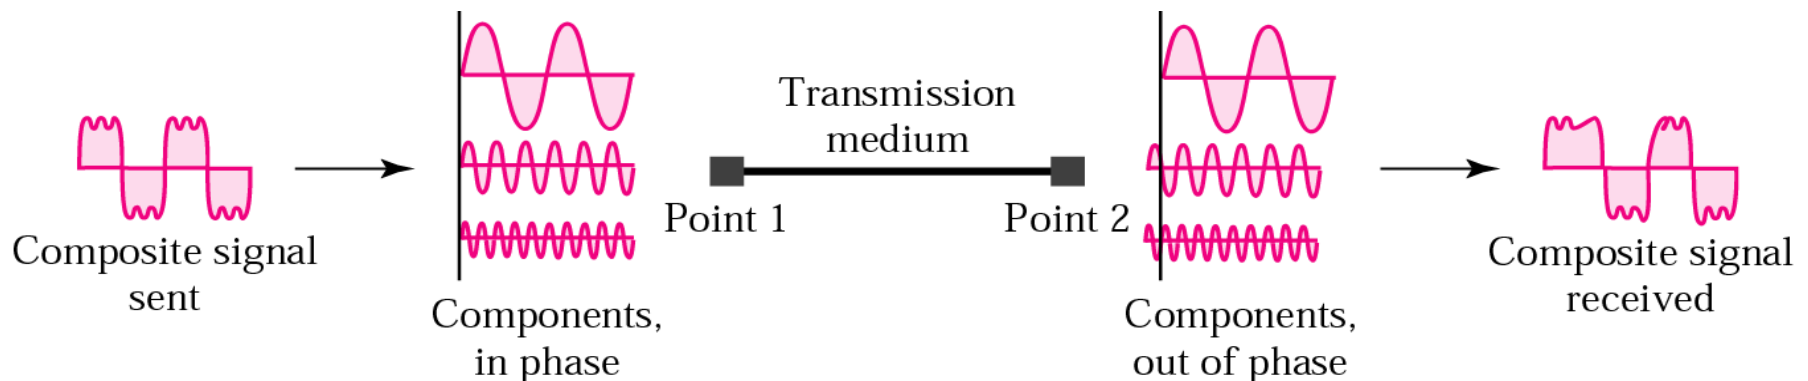 Composite signal
sent
Components,
in phase
Transmission
medium
Point 1
Point 2
Components,
out of phase
Composite signal
received